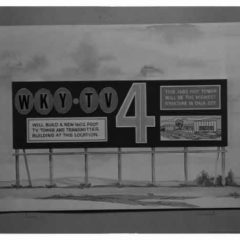 WKY-TV 4
WILL BUILD A NEW 1602 FOOT
TV TOWER AND TRANSMITTER
BUILDING AT THIS LOCATION.
THIS 1602 FOOT TOWER
WILL BE THE HIGHEST
STRUCTURE IN OKLA. CITY